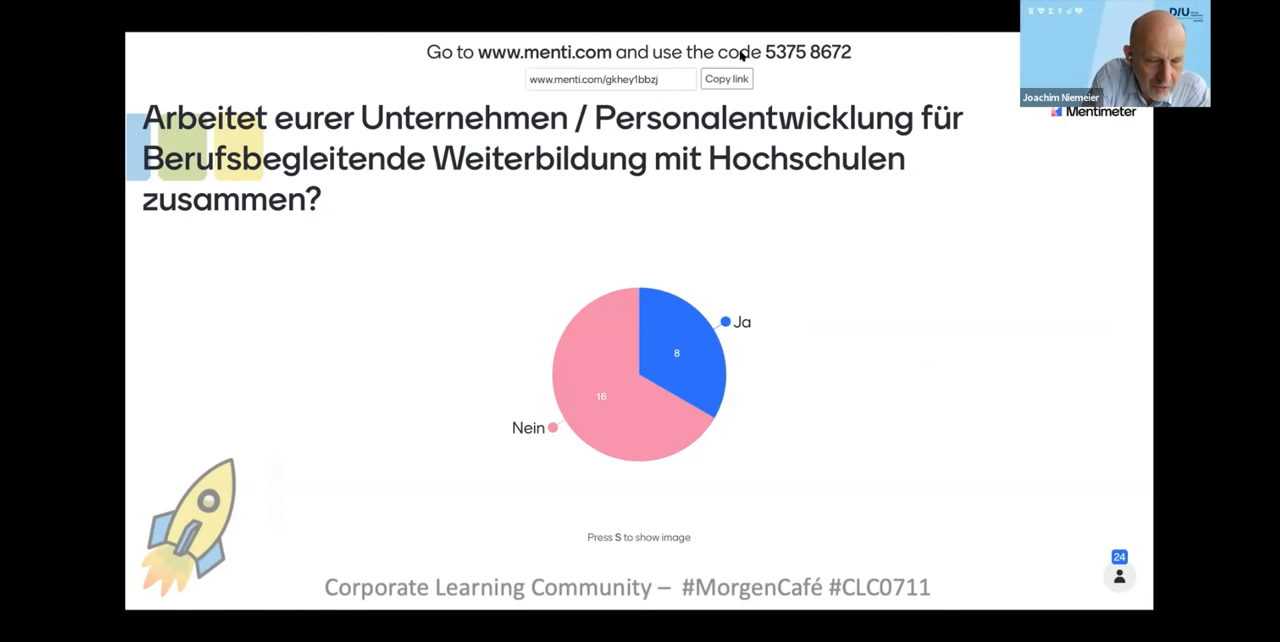 Go to www.menti.com and use the code 5375 8672
www.menti.com/gkhey1bbzj
Copy link
Joachim Niemeier
Mentimeter
Arbeitet eurer Unternehmen / Personalentwicklung für
Berufsbegleitende Weiterbildung mit Hochschulen
zusammen?
Ja
8
16
Nein
Press S to show image
24
Corporate Learning Community – #MorgenCafé #CLC0711